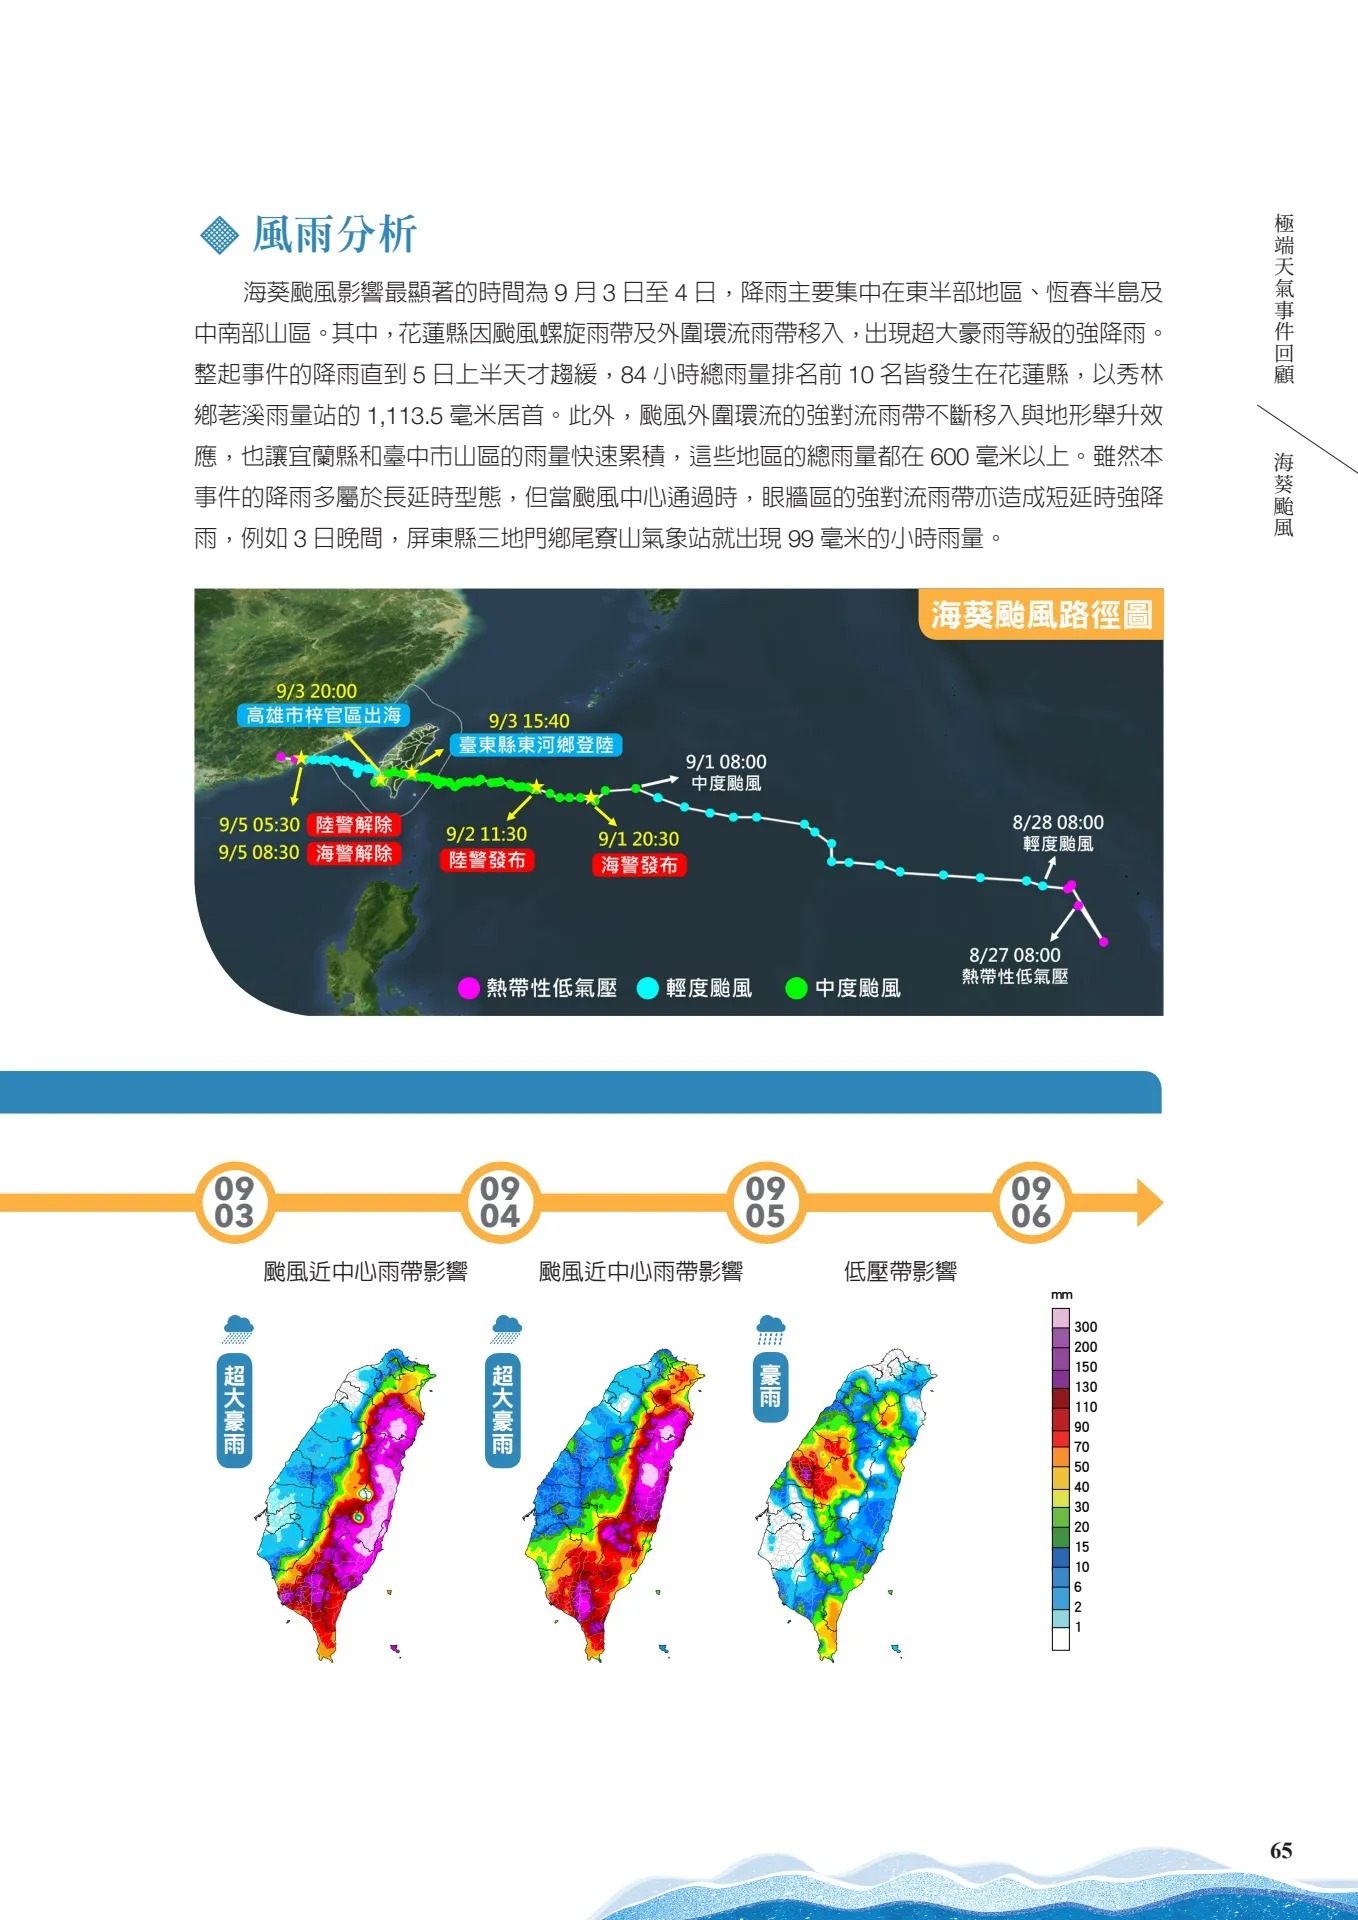 風雨分析
海葵颱風影響最顯著的時間為 9 月 3 日至 4 日，降雨主要集中在東半部地區、恆春半島及
中南部山區。其中，花蓮縣因颱風螺旋雨帶及外圍環流雨帶移入，出現超大豪雨等級的強降雨。
整起事件的降雨直到 5 日上半天才趨緩，84 小時總雨量排名前 10 名皆發生在花蓮縣，以秀林
鄉荖溪雨量站的 1,113.5 毫米居首。此外，颱風外圍環流的強對流雨帶不斷移入與地形舉升效
應，也讓宜蘭縣和臺中市山區的雨量快速累積，這些地區的總雨量都在 600 毫米以上。雖然本
事件的降雨多屬於長延時型態，但當颱風中心通過時，眼牆區的強對流雨帶亦造成短延時強降
雨，例如 3 日晚間，屏東縣三地門鄉尾寮山氣象站就出現 99 毫米的小時雨量。
極端天氣事件回顧
海葵颱風
海葵颱風路徑圖
9/3 20:00
高雄市梓官區出海
9/3 15:40
臺東縣東河鄉登陸
9/1 08:00
中度颱風
8/28 08:00
輕度颱風
9/5 05:30 陸警解除
9/5 08:30 海警解除
9/2 11:30
陸警發布
9/1 20:30
海警發布
8/27 08:00
熱帶性低氣壓
熱帶性低氣壓 輕度颱風 中度颱風
09
03
09
04
09
05
09
06
颱風近中心雨帶影響
颱風近中心雨帶影響
低壓帶影響
超大豪雨
超大豪雨
豪雨
mm
300
200
150
130
110
90
70
50
40
30
20
15
10
6
2
1
65